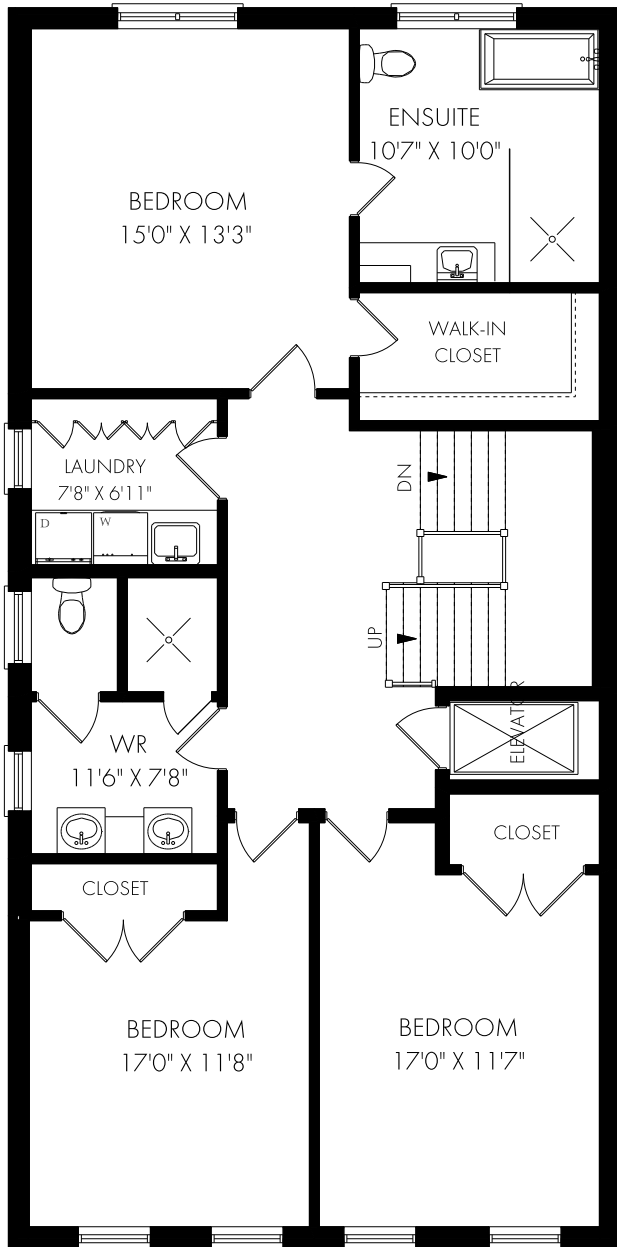 ENSUITE
10'7" X 10'0"
BEDROOM
15'0" X 13'3"
WALK-IN
CLOSET
DN
LAUNDRY
7'8" X 6'11"
D
W
UP
ELEVATOR
WR
11'6" X 7'8"
CLOSET
CLOSET
BEDROOM
17'0" X 11'8"
BEDROOM
17'0" X 11'7"